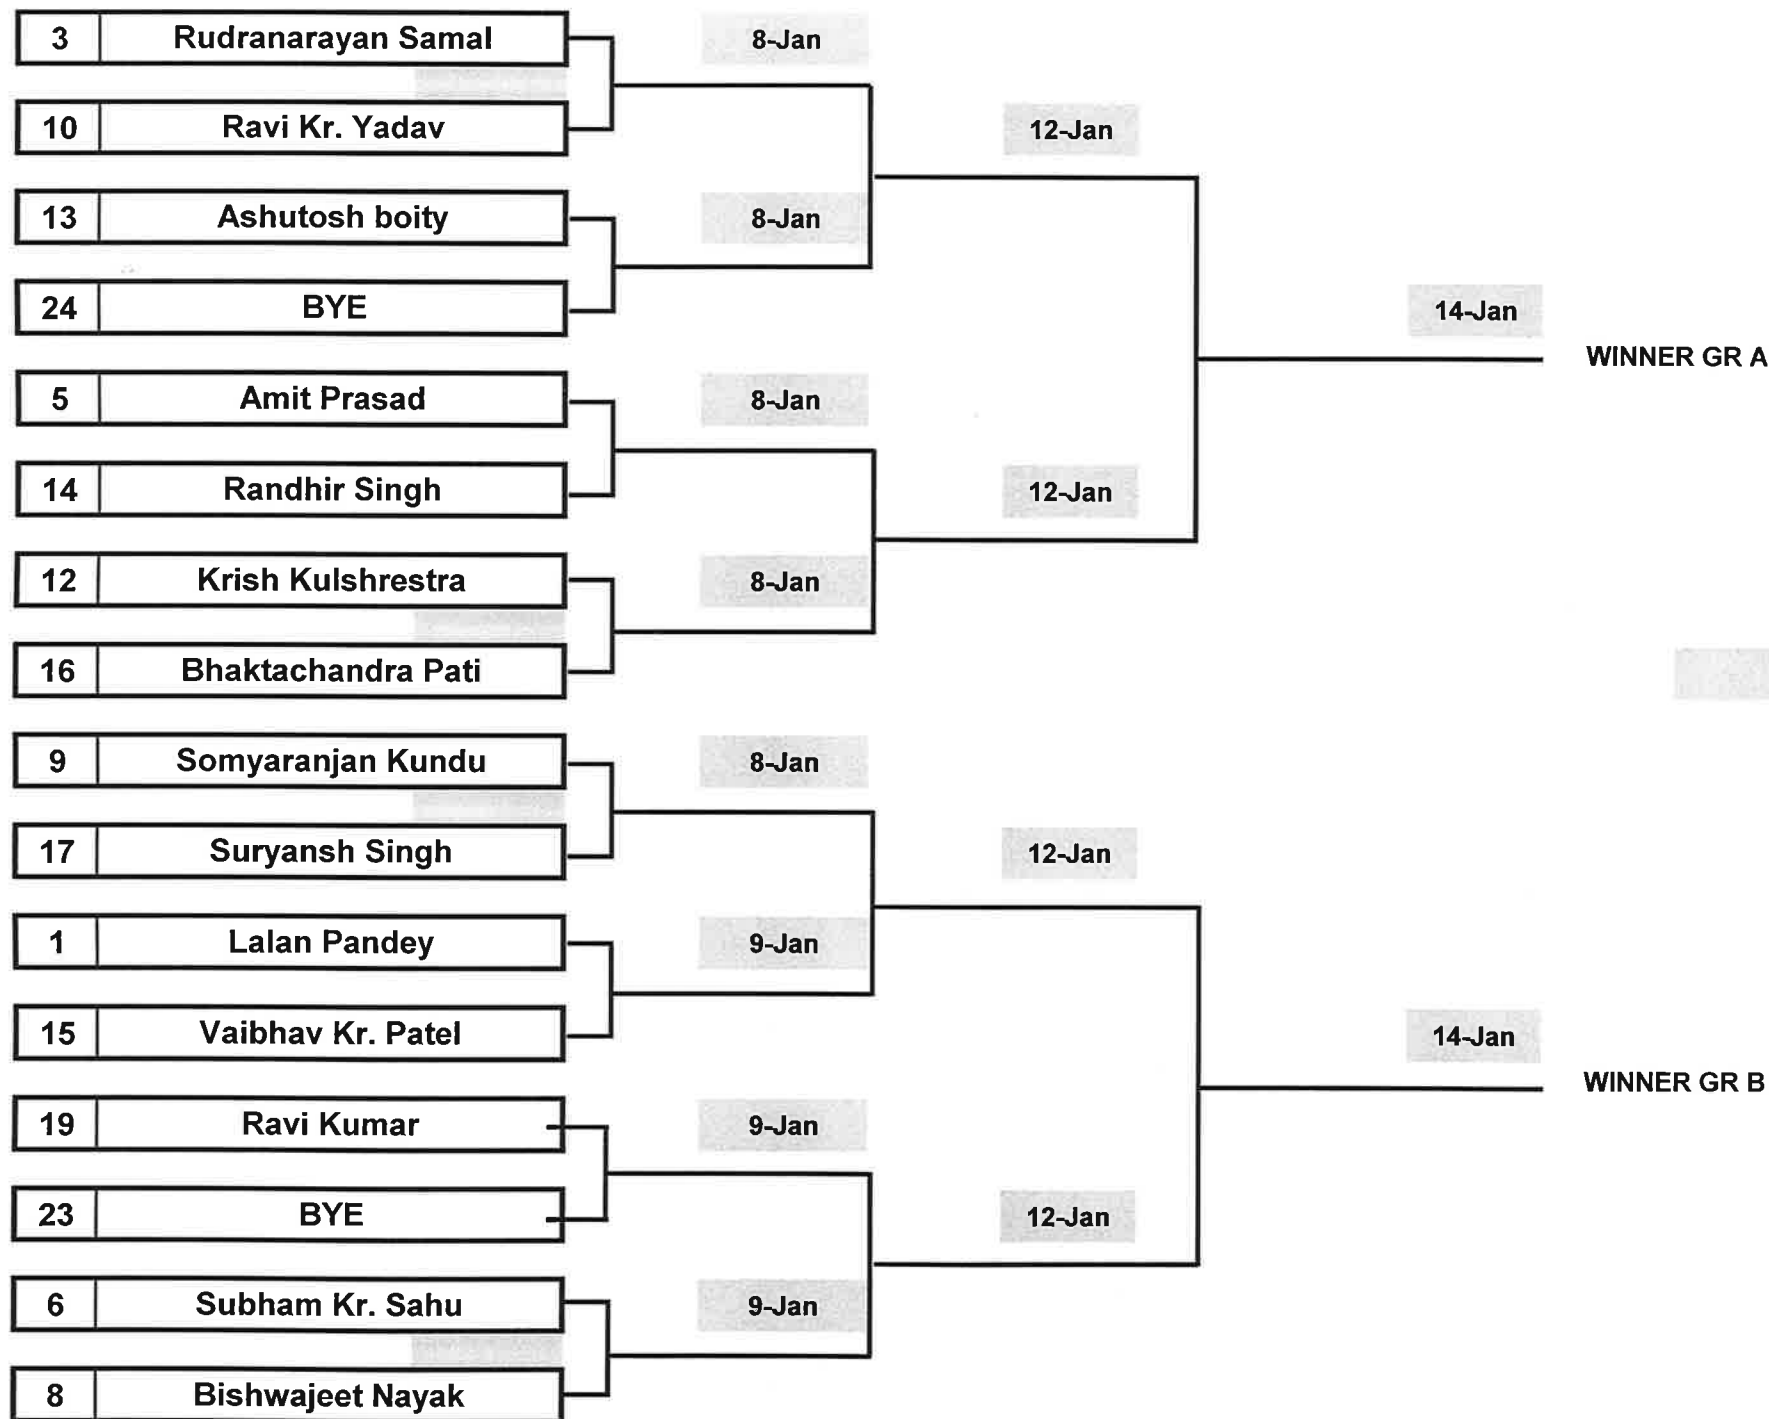 3 Rudranarayan Samal 8-Jan
10 Ravi Kr. Yadav 12-Jan
13 Ashutosh boity 8-Jan
24 BYE 14-Jan
WINNER GR A
5 Amit Prasad 8-Jan
14 Randhir Singh 12-Jan
12 Krish Kulshrestra 8-Jan
16 Bhaktachandra Pati
9 Somyaranjan Kundu 8-Jan
17 Suryansh Singh 12-Jan
1 Lalan Pandey 9-Jan
15 Vaibhav Kr. Patel 14-Jan
WINNER GR B
19 Ravi Kumar 9-Jan
23 BYE 12-Jan
6 Subham Kr. Sahu 9-Jan
8 Bishwajeet Nayak